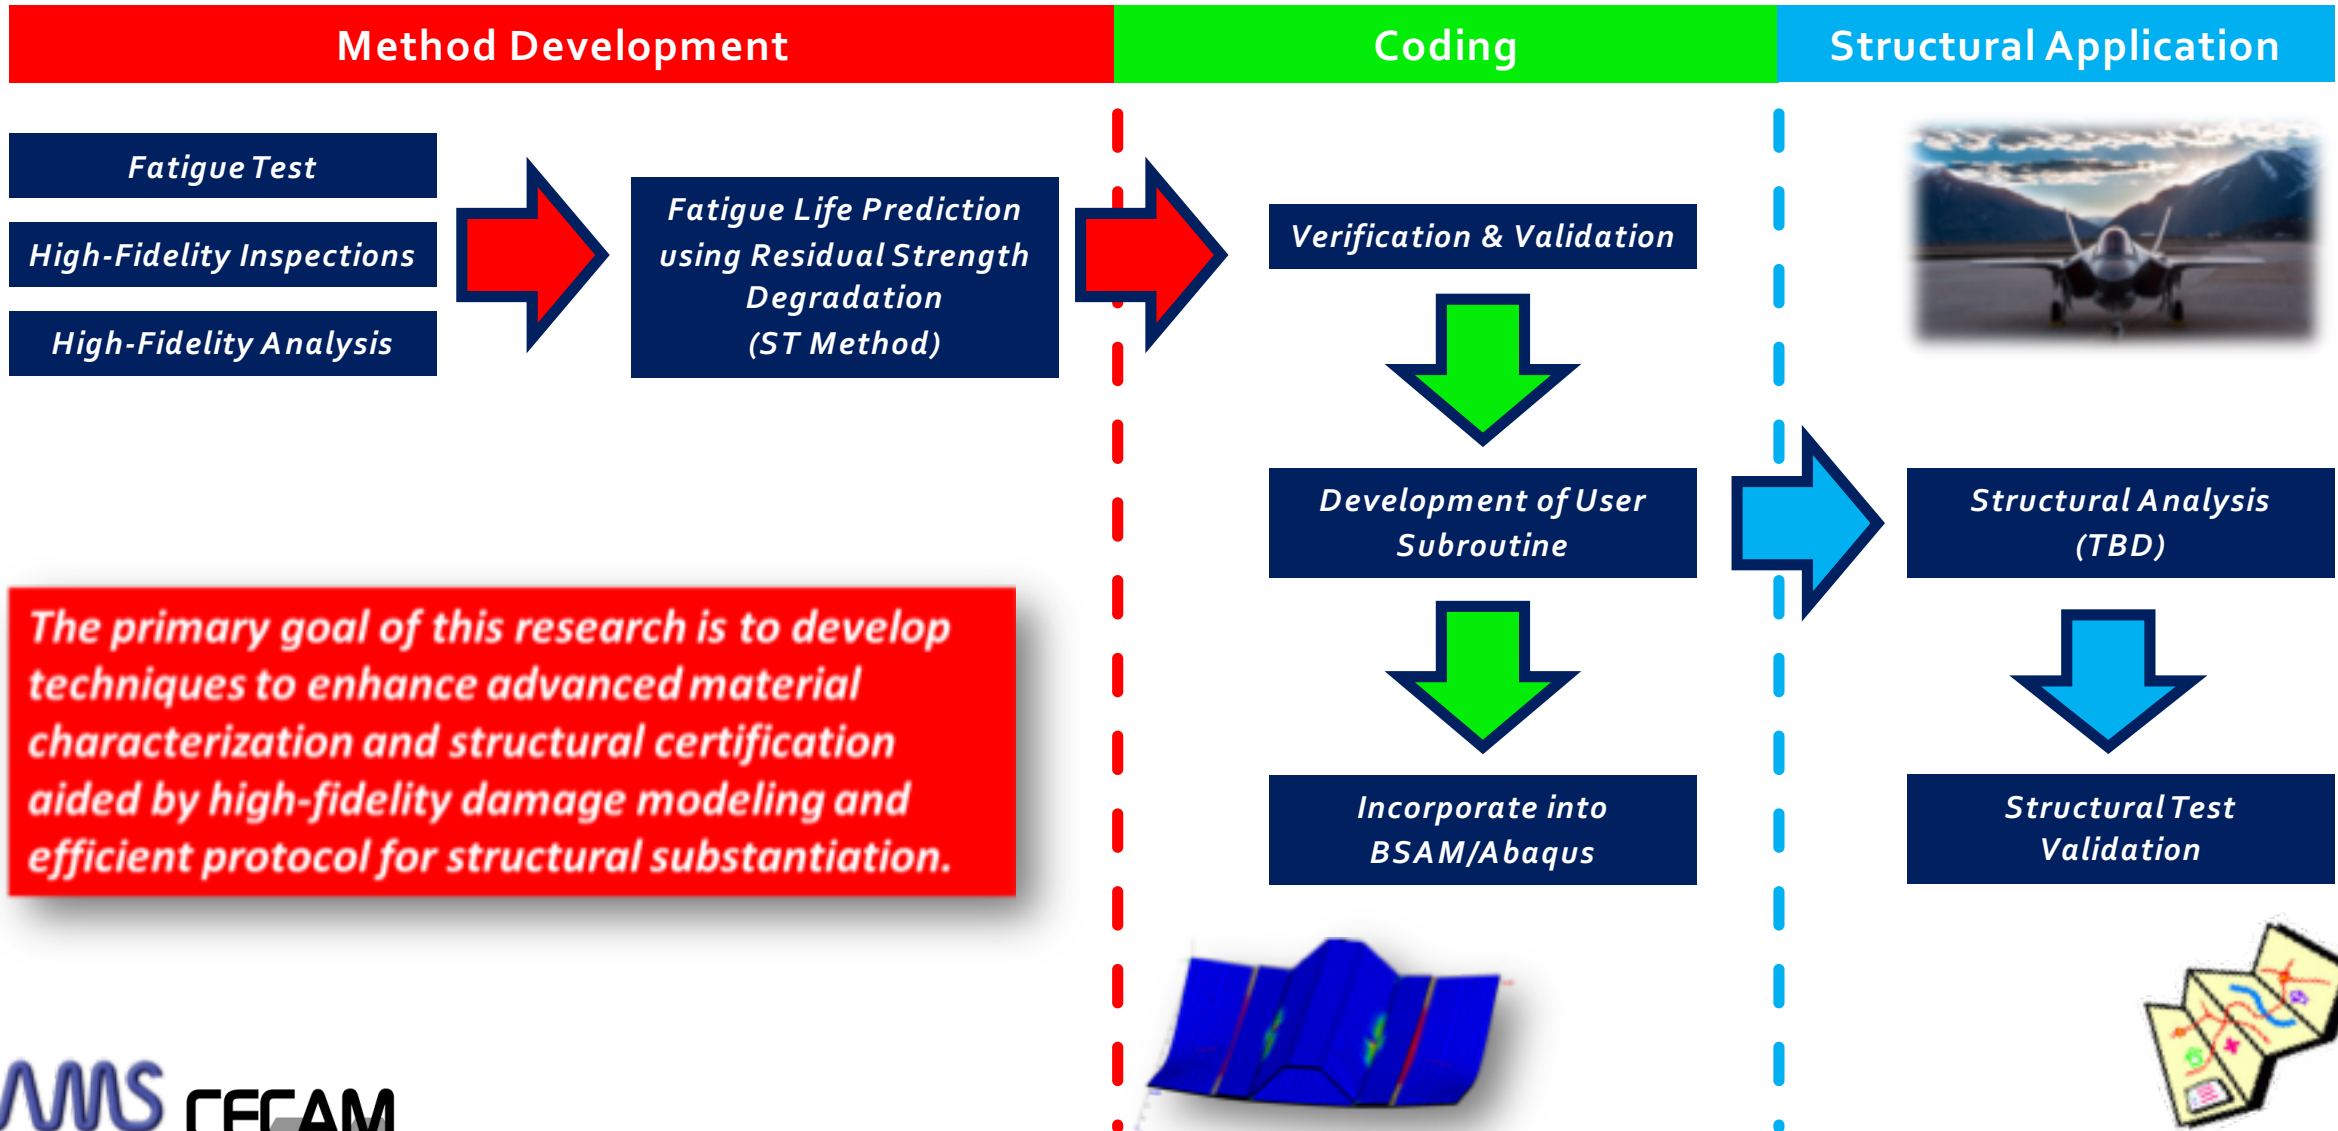 Method Development
Coding
Structural Application
Fatigue Test
High-Fidelity Inspections
High-Fidelity Analysis
Fatigue Life Prediction
using Residual Strength
Degradation
(ST Method)
Verification & Validation
Development of User
Subroutine
Incorporate into
BSAM/Abaqus
Structural Analysis
(TBD)
Structural Test
Validation
The primary goal of this research is to develop
techniques to enhance advanced material
characterization and structural certification
aided by high-fidelity damage modeling and
efficient protocol for structural substantiation.